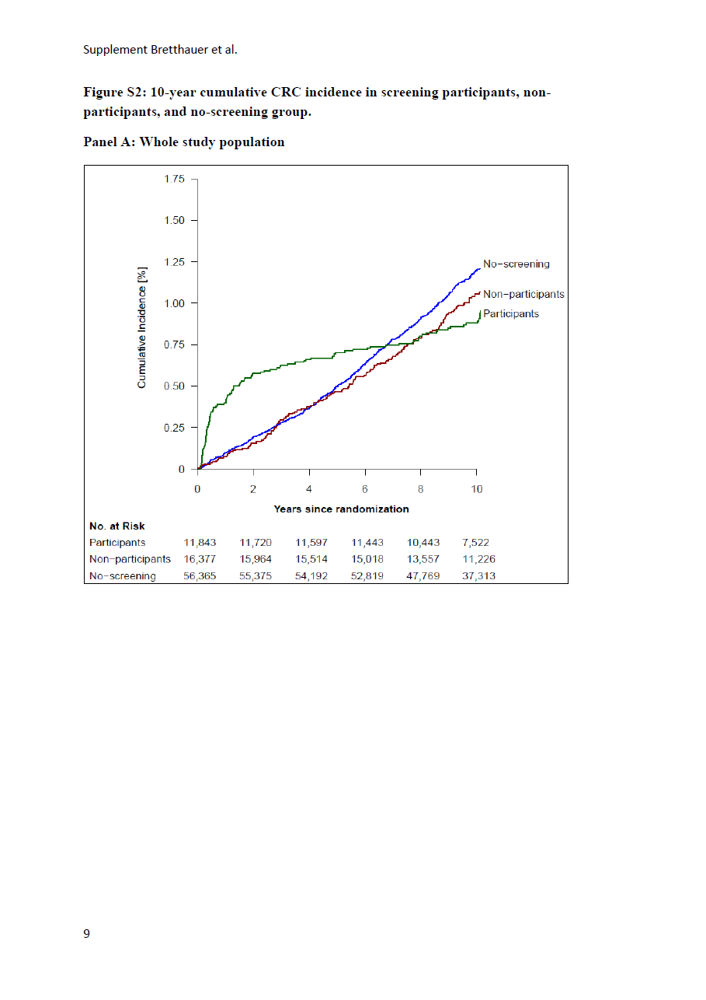 Supplement Bretthauer et al.
Figure S2: 10-year cumulative CRC incidence in screening participants, non-
participants, and no-screening group.
Panel A: Whole study population
1.75
1.50
1.25
1.00
0.75
0.50
0.25
0
Cumulative Incidence [%]
No−screening
Non−participants
Participants
0 2 4 6 8 10
Years since randomization
No. at Risk
Participants 11,843 11,720 11,597 11,443 10,443 7,522
Non−participants 16,377 15,964 15,514 15,018 13,557 11,226
No−screening 56,365 55,375 54,192 52,819 47,769 37,313
9